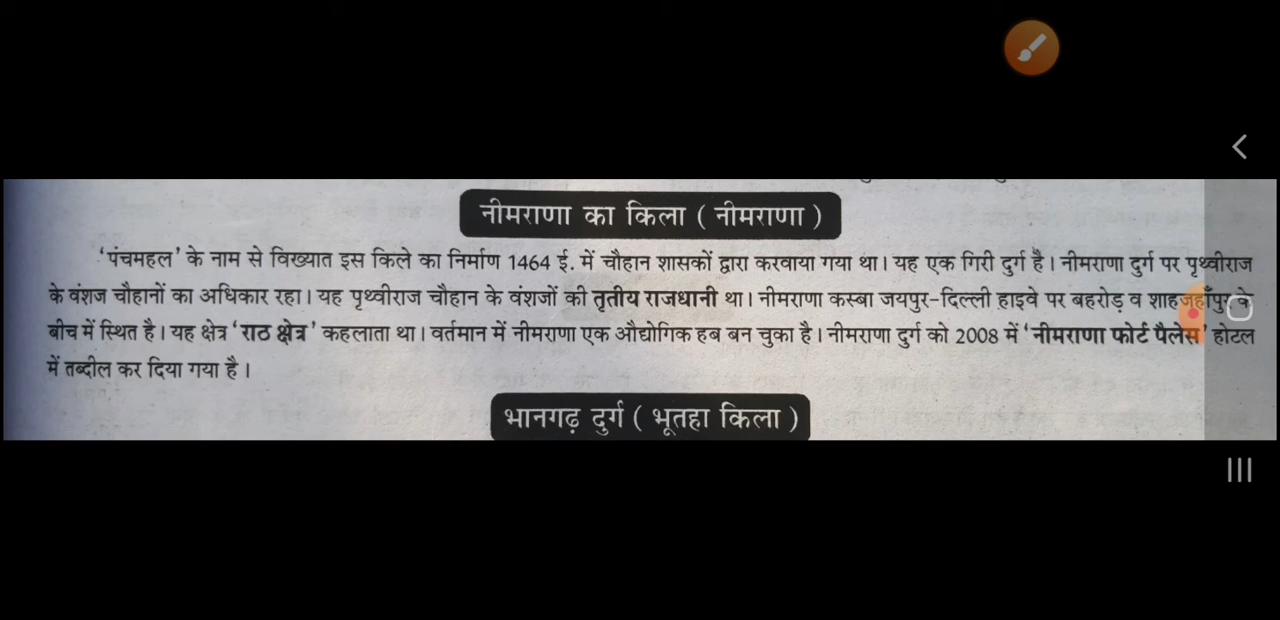 नीमराणा का किला ( नीमराणा )
'पंचमहल' के नाम से विख्यात इस किले का निर्माण 1464 ई. में चौहान शासकों द्वारा करवाया गया था। यह एक गिरी दुर्ग है। नीमराणा दुर्ग पर पृथ्वीराज
के वंशज चौहानों का अधिकार रहा। यह पृथ्वीराज चौहान के वंशजों की तृतीय राजधानी था। नीमराणा कस्बा जयपुर-दिल्ली हाइवे पर बहरोड़ व शाहजहाँपुर के
बीच में स्थित है। यह क्षेत्र 'राठ क्षेत्र' कहलाता था। वर्तमान में नीमराणा एक औद्योगिक हब बन चुका है। नीमराणा दुर्ग को 2008 में 'नीमराणा फोर्ट पैलेस' होटल
में तब्दील कर दिया गया है।
भानगढ़ दुर्ग ( भूतहा किला )